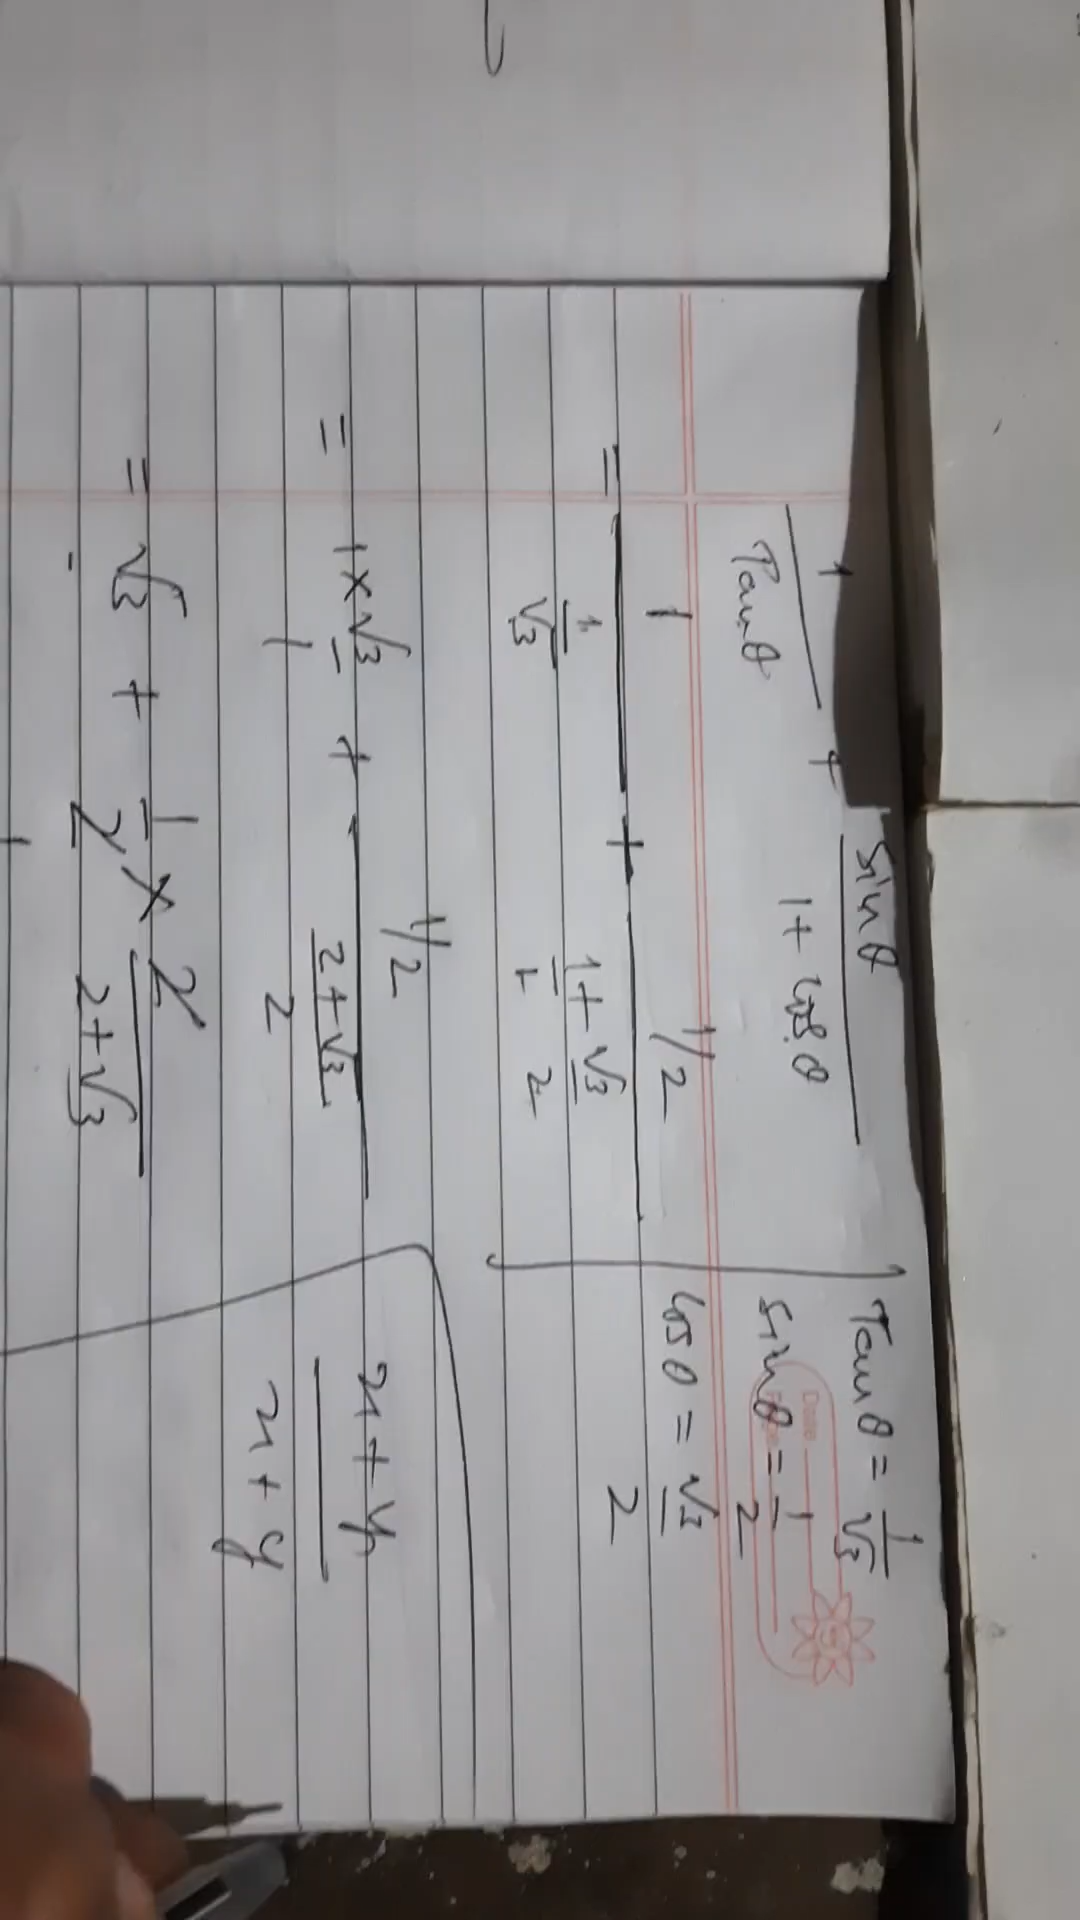 1/Tanθ + sinθ/1+cosθ
Tanθ = 1/√3
sinθ = 1/2
cosθ = √3/2
= 1/(1/√3) + (1/2)/(1/1 + √3/2)
= 1×√3/1 + (1/2)/((2+√3)/2)
x+y/x+y
= √3 + 1/2 × 2/2+√3
Date